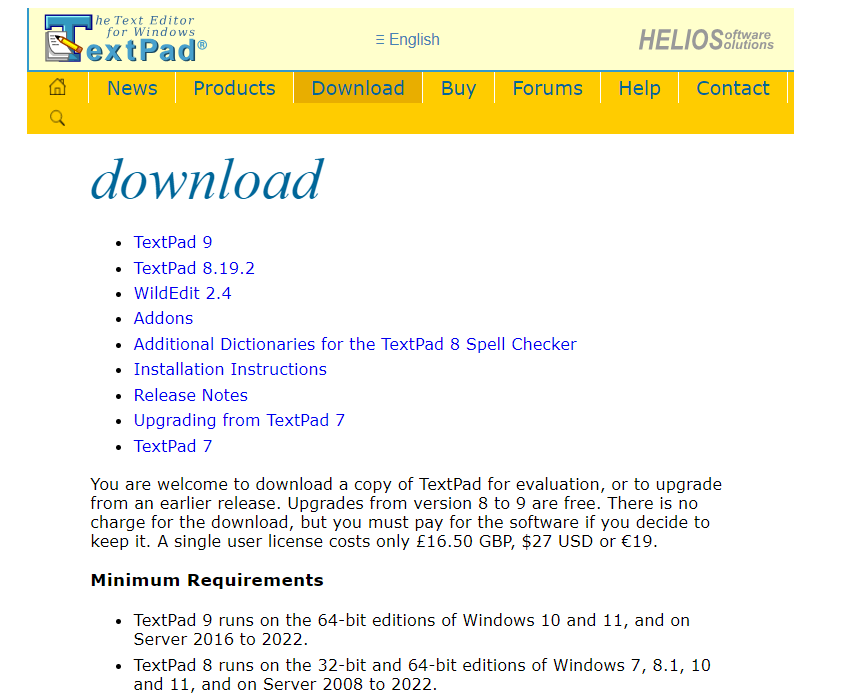 The Text Editor
for Windows
TextPad®
☰ English
HELIOS Software Solutions
News Products Download Buy Forums Help Contact
download
• TextPad 9
• TextPad 8.19.2
• WildEdit 2.4
• Addons
• Additional Dictionaries for the TextPad 8 Spell Checker
• Installation Instructions
• Release Notes
• Upgrading from TextPad 7
• TextPad 7
You are welcome to download a copy of TextPad for evaluation, or to upgrade
from an earlier release. Upgrades from version 8 to 9 are free. There is no
charge for the download, but you must pay for the software if you decide to
keep it. A single user license costs only £16.50 GBP, $27 USD or €19.
Minimum Requirements
• TextPad 9 runs on the 64-bit editions of Windows 10 and 11, and on
Server 2016 to 2022.
• TextPad 8 runs on the 32-bit and 64-bit editions of Windows 7, 8.1, 10
and 11, and on Server 2008 to 2022.